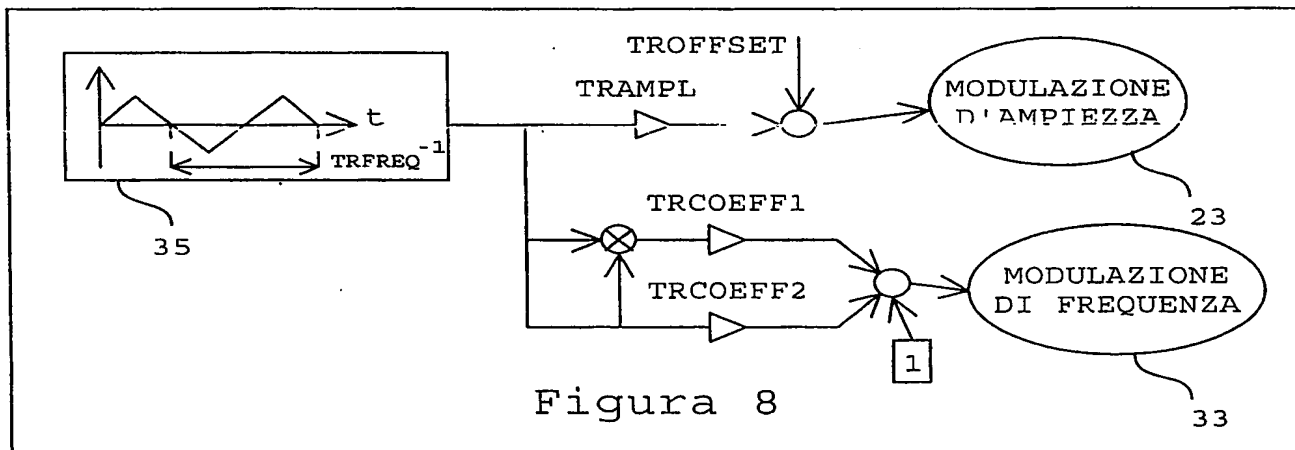 TROFFSET
TRAMPL
MODULAZIONE
D'AMPIEZZA
t
TRFREQ⁻¹
35
23
TRCOEFF1
TRCOEFF2
MODULAZIONE
DI FREQUENZA
1
Figura 8
33